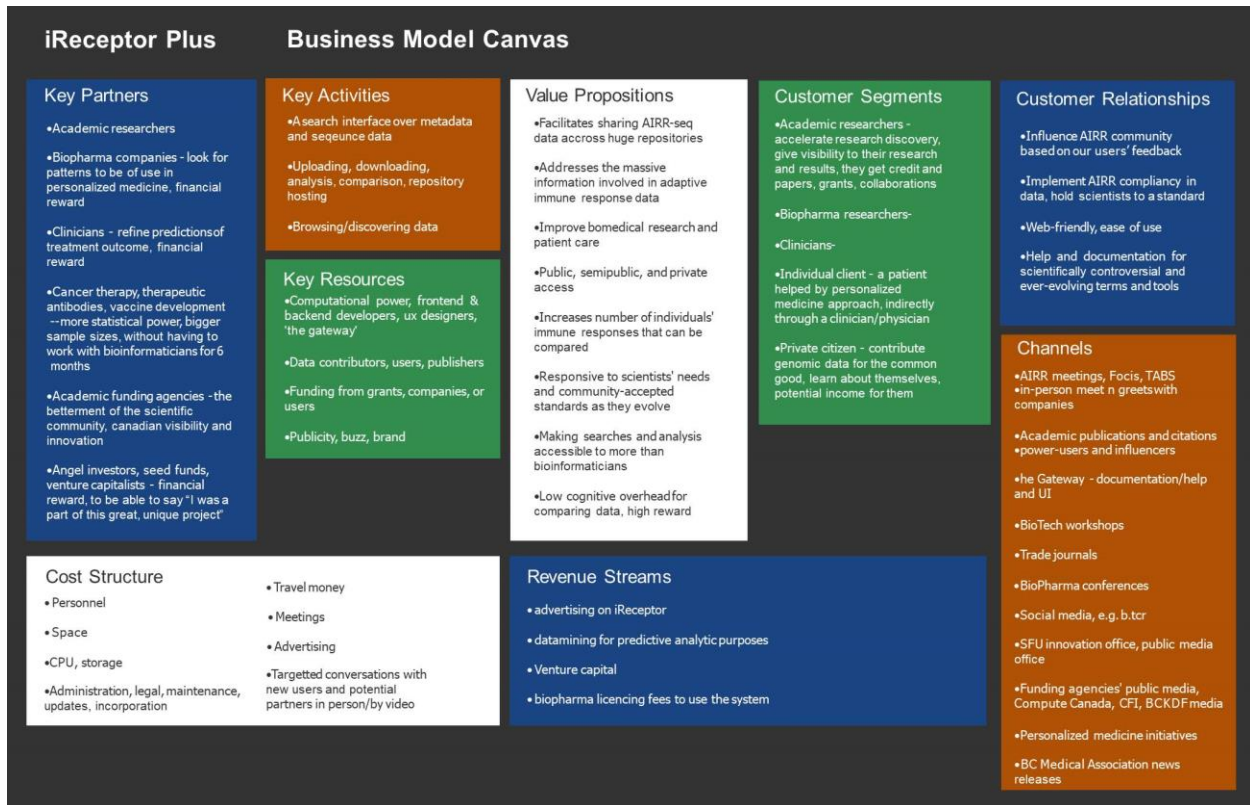 iReceptor Plus
Business Model Canvas
Key Partners
•Academic researchers
•Biopharma companies - look for
patterns to be of use in
personalized medicine, financial
reward
•Clinicians - refine predictions of
treatment outcome, financial
reward
•Cancer therapy, therapeutic
antibodies, vaccine development
--more statistical power, bigger
sample sizes, without having to
work with bioinformaticians for 6
months
•Academic funding agencies -the
betterment of the scientific
community, canadian visibility and
innovation
•Angel investors, seed funds,
venture capitalists - financial
reward, to be able to say "I was a
part of this great, unique project"
Key Activities
•A search interface over metadata
and seqeunce data
•Uploading, downloading,
analysis, comparison, repository
hosting
•Browsing/discovering data
Key Resources
•Computational power, frontend &
backend developers, ux designers,
'the gateway'
•Data contributors, users, publishers
•Funding from grants, companies, or
users
•Publicity, buzz, brand
Value Propositions
•Facilitates sharing AIRR-seq
data accross huge repositories
•Addresses the massive
information involved in adaptive
immune response data
•Improve bomedical research and
patient care
•Public, semipublic, and private
access
•Increases number of individuals'
immune responses that can be
compared
•Responsive to scientists' needs
and community-accepted
standards as they evolve
•Making searches and analysis
accessible to more than
bioinformaticians
•Low cognitive overhead for
comparing data, high reward
Customer Segments
•Academic researchers -
accelerate research discovery,
give visibility to their research
and results, they get credit and
papers, grants, collaborations
•Biopharma researchers-
•Clinicians-
•Individual client - a patient
helped by personalized
medicine approach, indirectly
through a clinician/physician
•Private citizen - contribute
genomic data for the common
good, learn about themselves,
potential income for them
Customer Relationships
•Influence AIRR community
based on our users' feedback
•Implement AIRR compliancy in
data, hold scientists to a standard
•Web-friendly, ease of use
•Help and documentation for
scientifically controversial and
ever-evolving terms and tools
Channels
•AIRR meetings, Focis, TABS
•in-person meet n greets with
companies
•Academic publications and citations
•power-users and influencers
•he Gateway - documentation/help
and UI
•BioTech workshops
•Trade journals
•BioPharma conferences
•Social media, e.g. b.tcr
•SFU innovation office, public media
office
•Funding agencies' public media,
Compute Canada, CFI, BCKDF media
•Personalized medicine initiatives
•BC Medical Association news
releases
Cost Structure
•Personnel
•Space
•CPU, storage
•Administration, legal, maintenance,
updates, incorporation
•Travel money
•Meetings
•Advertising
•Targetted conversations with
new users and potential
partners in person/by video
Revenue Streams
•advertising on iReceptor
•datamining for predictive analytic purposes
•Venture capital
•biopharma licencing fees to use the system